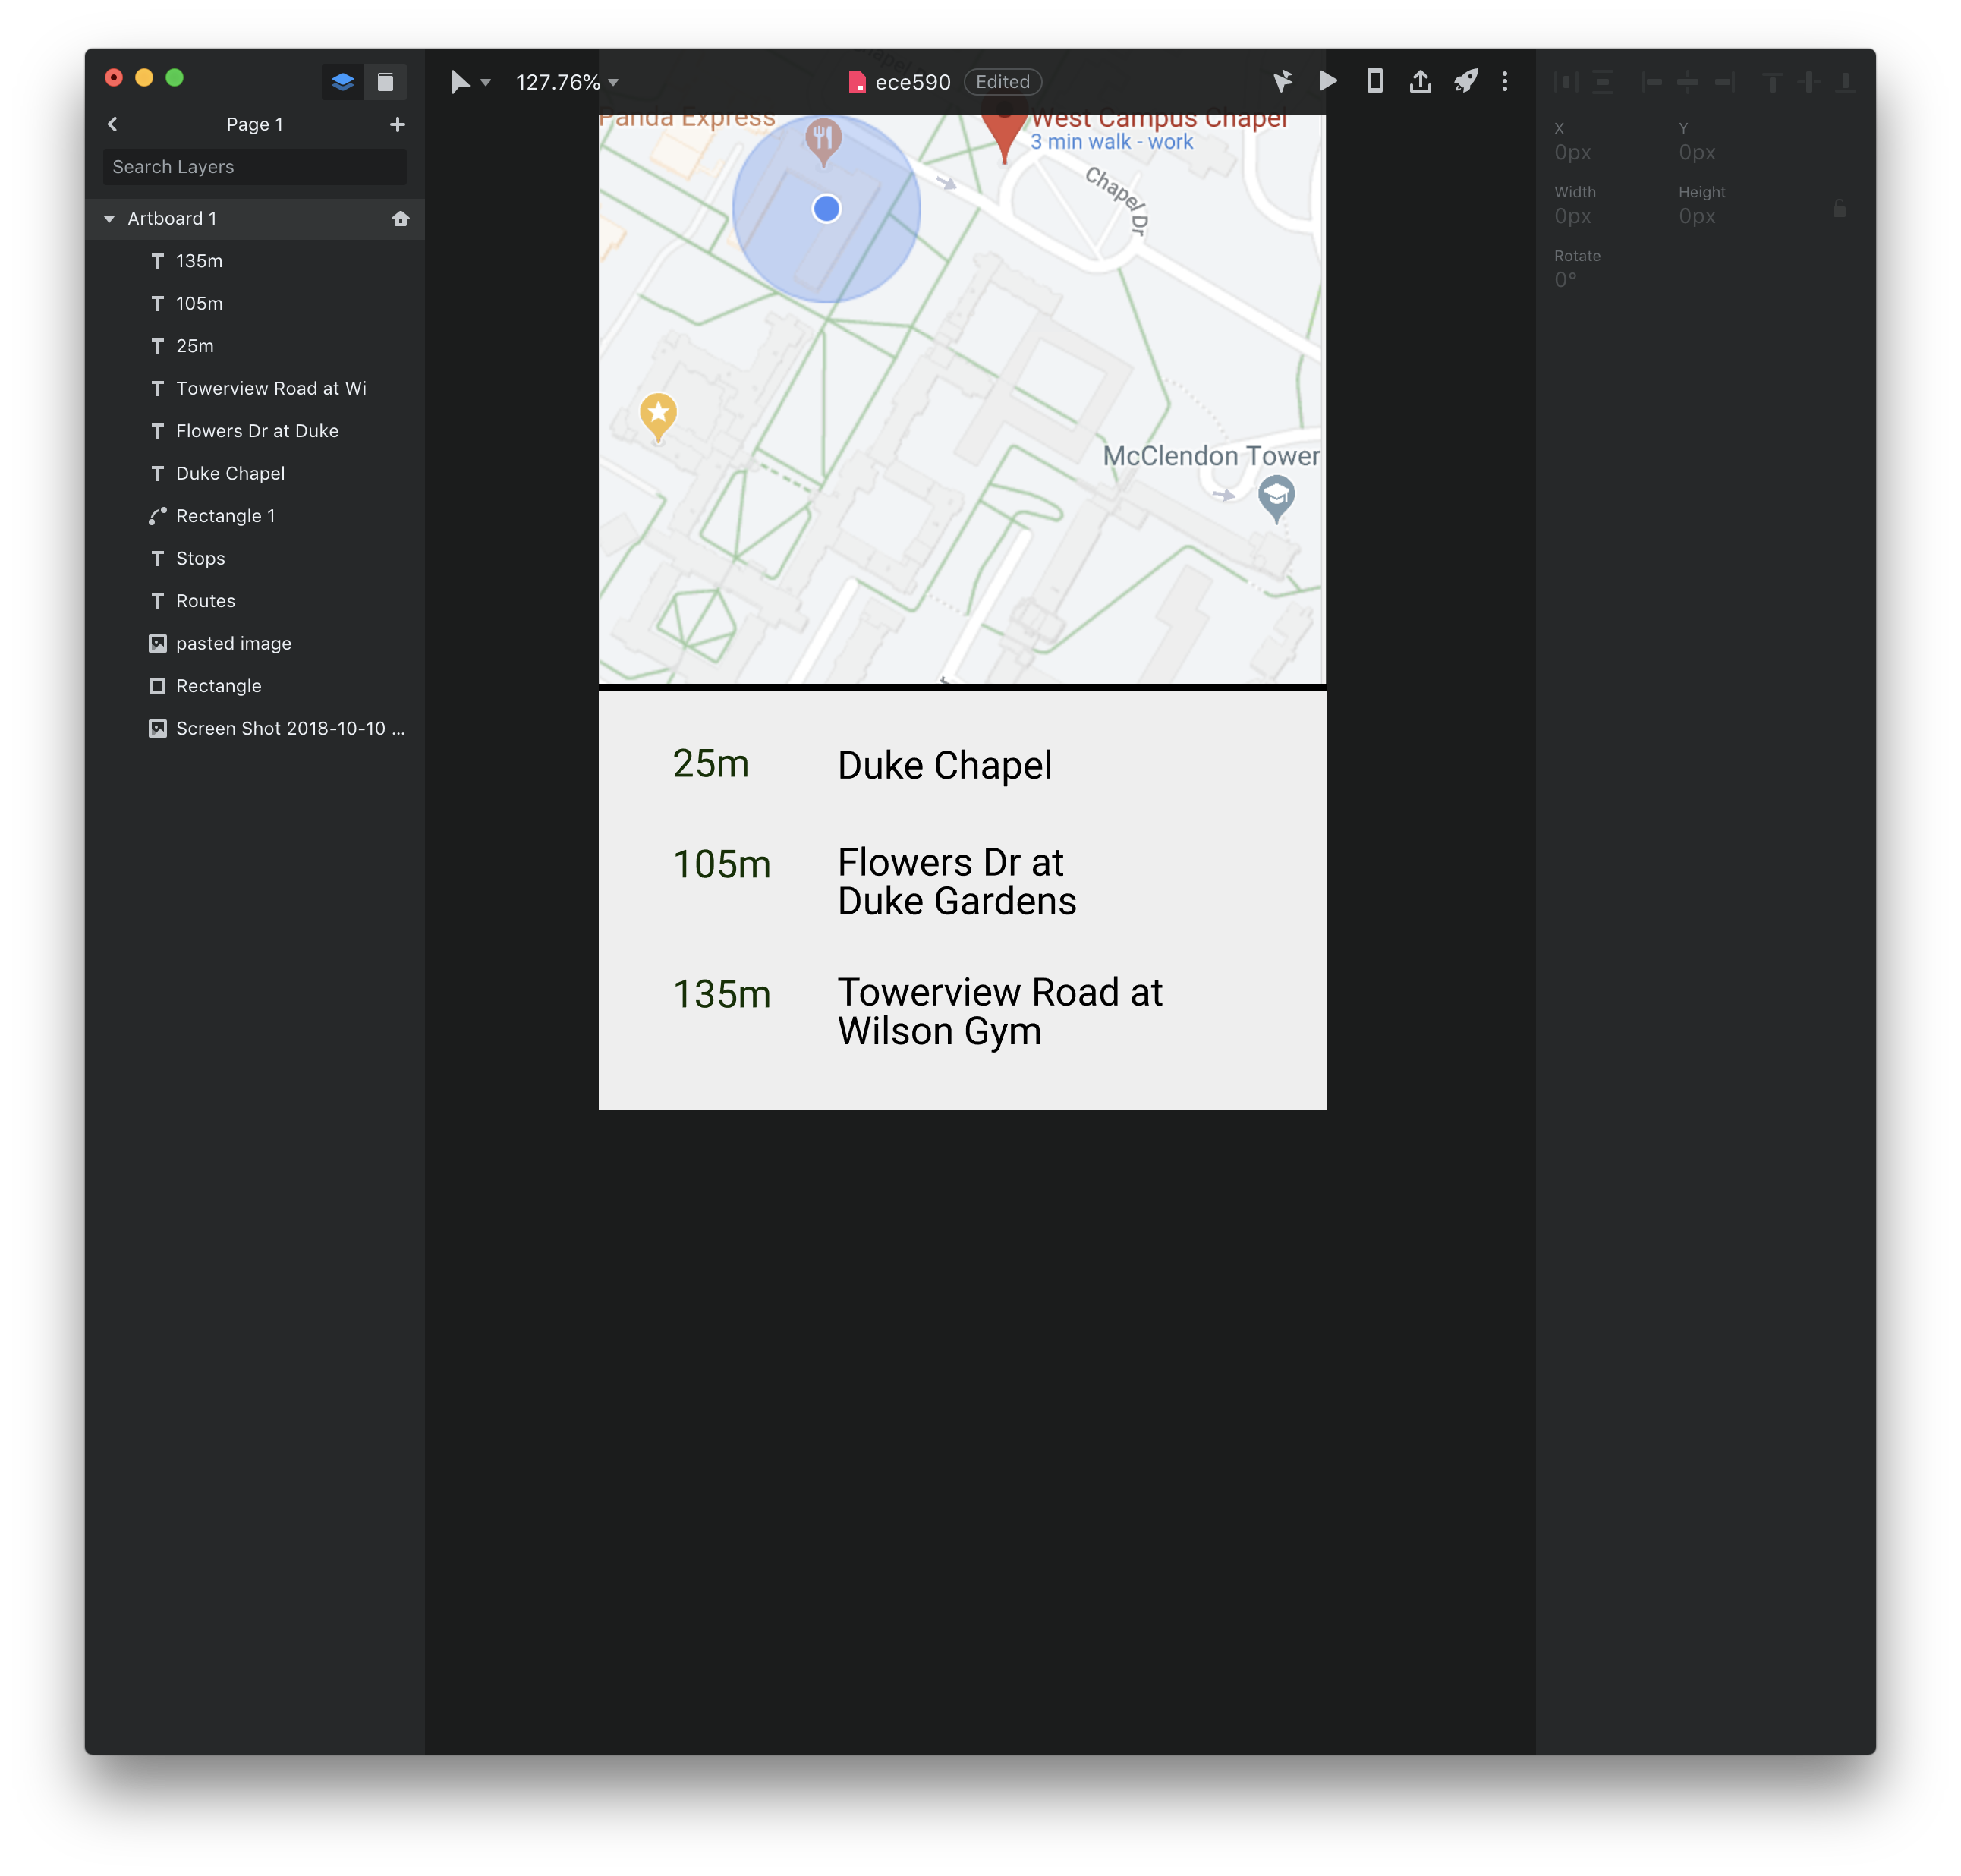 127.76%
ece590
Edited
Page 1
Search Layers
Artboard 1
135m
105m
25m
Towerview Road at Wi
Flowers Dr at Duke
Duke Chapel
Rectangle 1
Stops
Routes
pasted image
Rectangle
Screen Shot 2018-10-10 ...
Panda Express
West Campus Chapel
3 min walk - work
Chapel Dr
McClendon Tower
25m
Duke Chapel
105m
Flowers Dr at
Duke Gardens
135m
Towerview Road at
Wilson Gym
X
Y
0px
0px
Width
Height
0px
0px
Rotate
0°